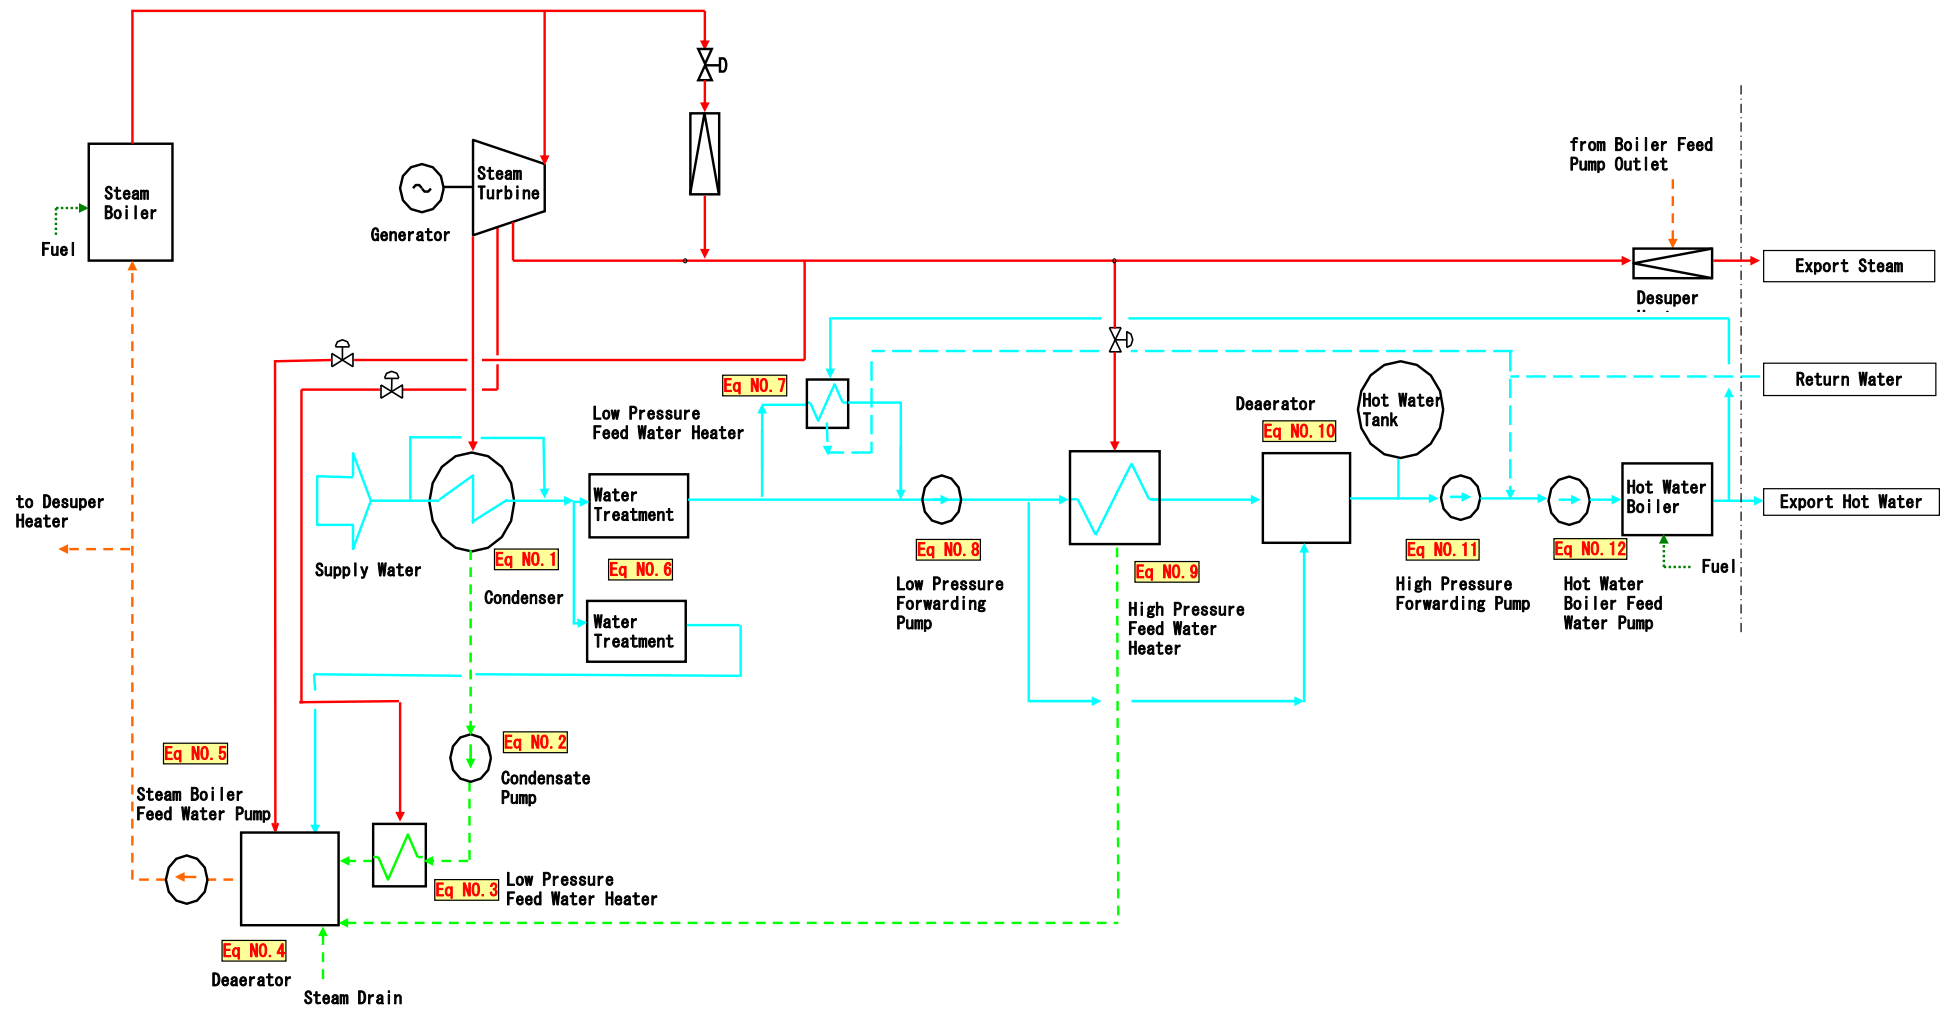 D
from Boiler Feed
Pump Outlet
Steam
Boiler
Fuel
Steam
Turbine
Generator
Export Steam
Desuper
Return Water
Eq NO.7
Low Pressure
Feed Water Heater
Deaerator
Eq NO.10
Hot Water
Tank
to Desuper
Heater
Supply Water
Water
Treatment
Eq NO.1
Condenser
Eq NO.6
Water
Treatment
Eq NO.8
Low Pressure
Forwarding
Pump
Eq NO.9
High Pressure
Feed Water
Heater
Eq NO.11
High Pressure
Forwarding Pump
Eq NO.12
Hot Water
Boiler Feed
Water Pump
Hot Water
Boiler
Fuel
Export Hot Water
Eq NO.5
Steam Boiler
Feed Water Pump
Eq NO.2
Condensate
Pump
Eq NO.3
Low Pressure
Feed Water Heater
Eq NO.4
Deaerator
Steam Drain